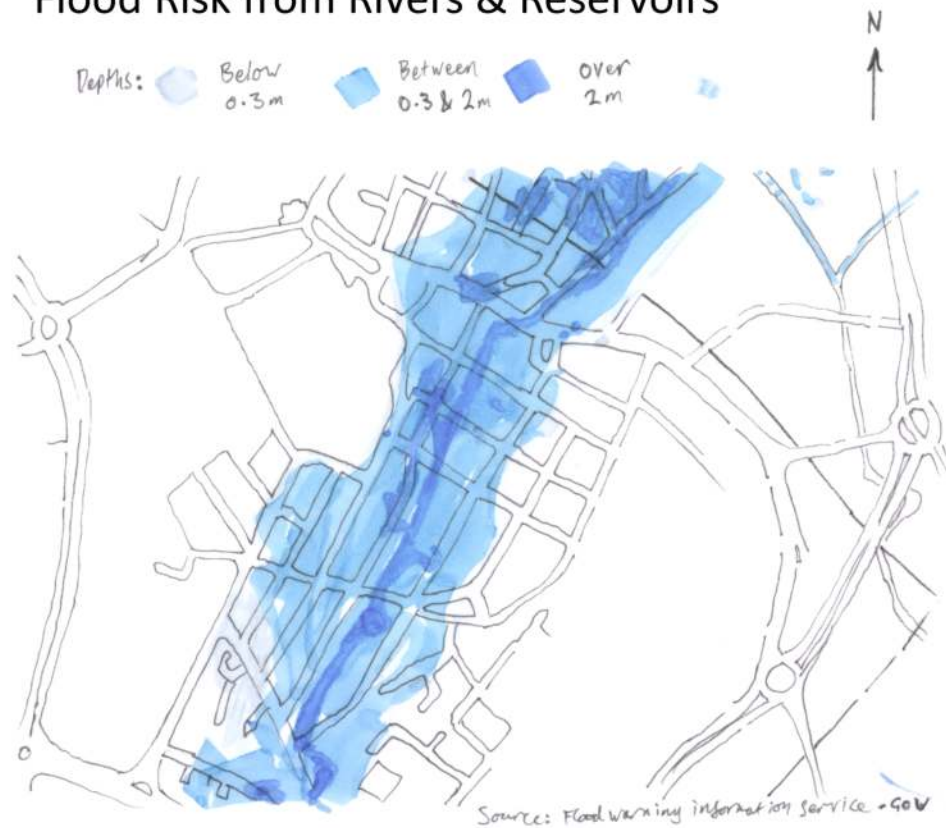 Flood Risk from Rivers & Reservoirs
N
Depths:
Below
0.3m
Between
0.3 & 2m
over
2m
Source: Flood warning information service .GOV